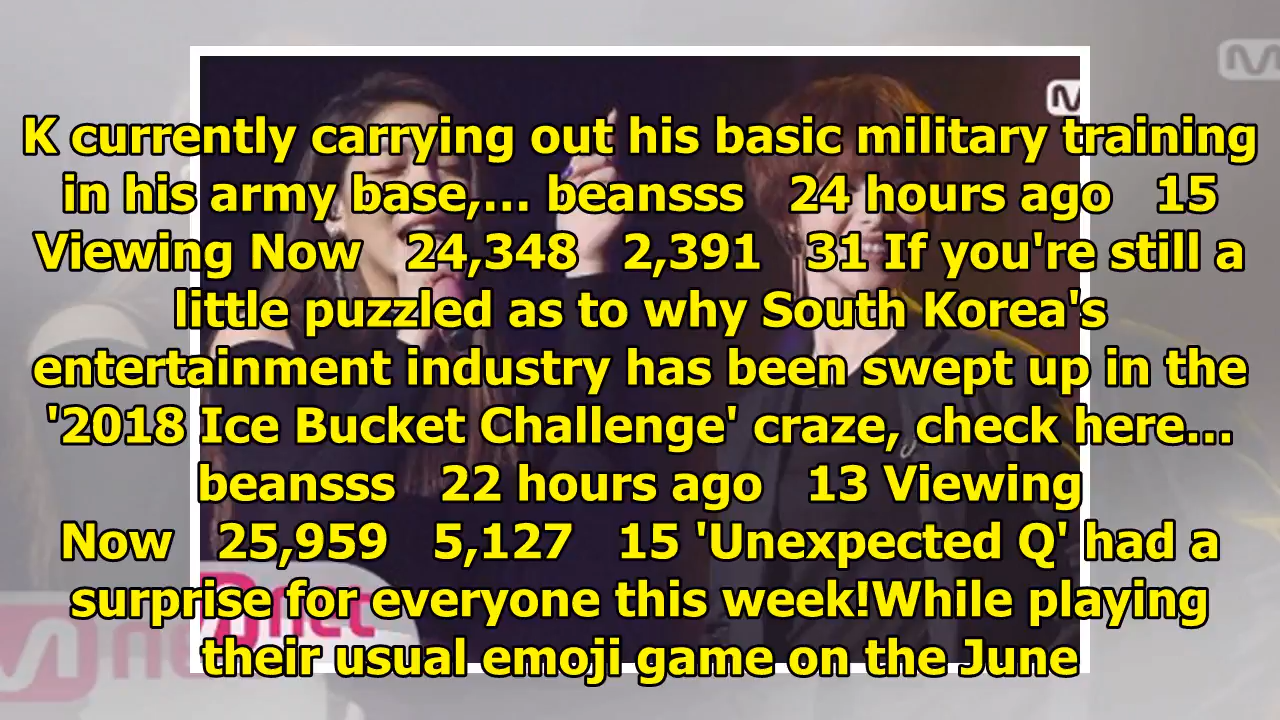 K currently carrying out his basic military training
in his army base,... beansss 24 hours ago 15
Viewing Now 24,348 2,391 31 If you're still a
little puzzled as to why South Korea's
entertainment industry has been swept up in the
'2018 Ice Bucket Challenge' craze, check here...
beansss 22 hours ago 13 Viewing
Now 25,959 5,127 15 'Unexpected Q' had a
surprise for everyone this week!While playing
their usual emoji game on the June